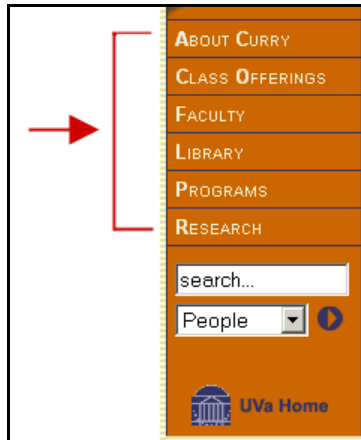 About Curry
Class Offerings
Faculty
Library
Programs
Research
search...
People
UVa Home